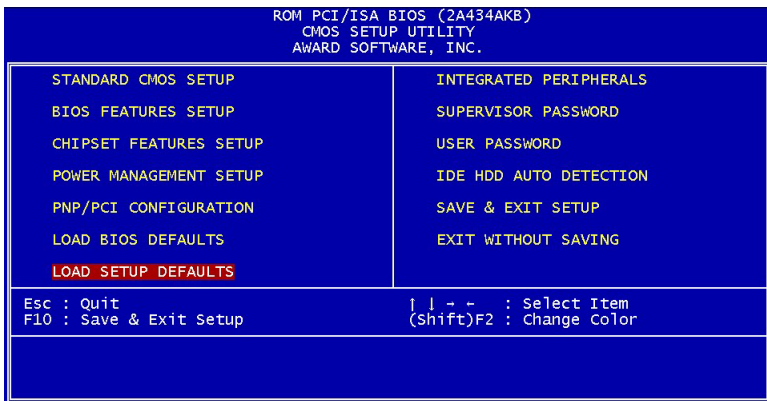 ROM PCI/ISA BIOS (2A434AKB)
CMOS SETUP UTILITY
AWARD SOFTWARE, INC.
STANDARD CMOS SETUP
BIOS FEATURES SETUP
CHIPSET FEATURES SETUP
POWER MANAGEMENT SETUP
PNP/PCI CONFIGURATION
LOAD BIOS DEFAULTS
LOAD SETUP DEFAULTS
INTEGRATED PERIPHERALS
SUPERVISOR PASSWORD
USER PASSWORD
IDE HDD AUTO DETECTION
SAVE & EXIT SETUP
EXIT WITHOUT SAVING
Esc : Quit
F10 : Save & Exit Setup
↑ ↓ → ← : Select Item
(Shift)F2 : Change Color